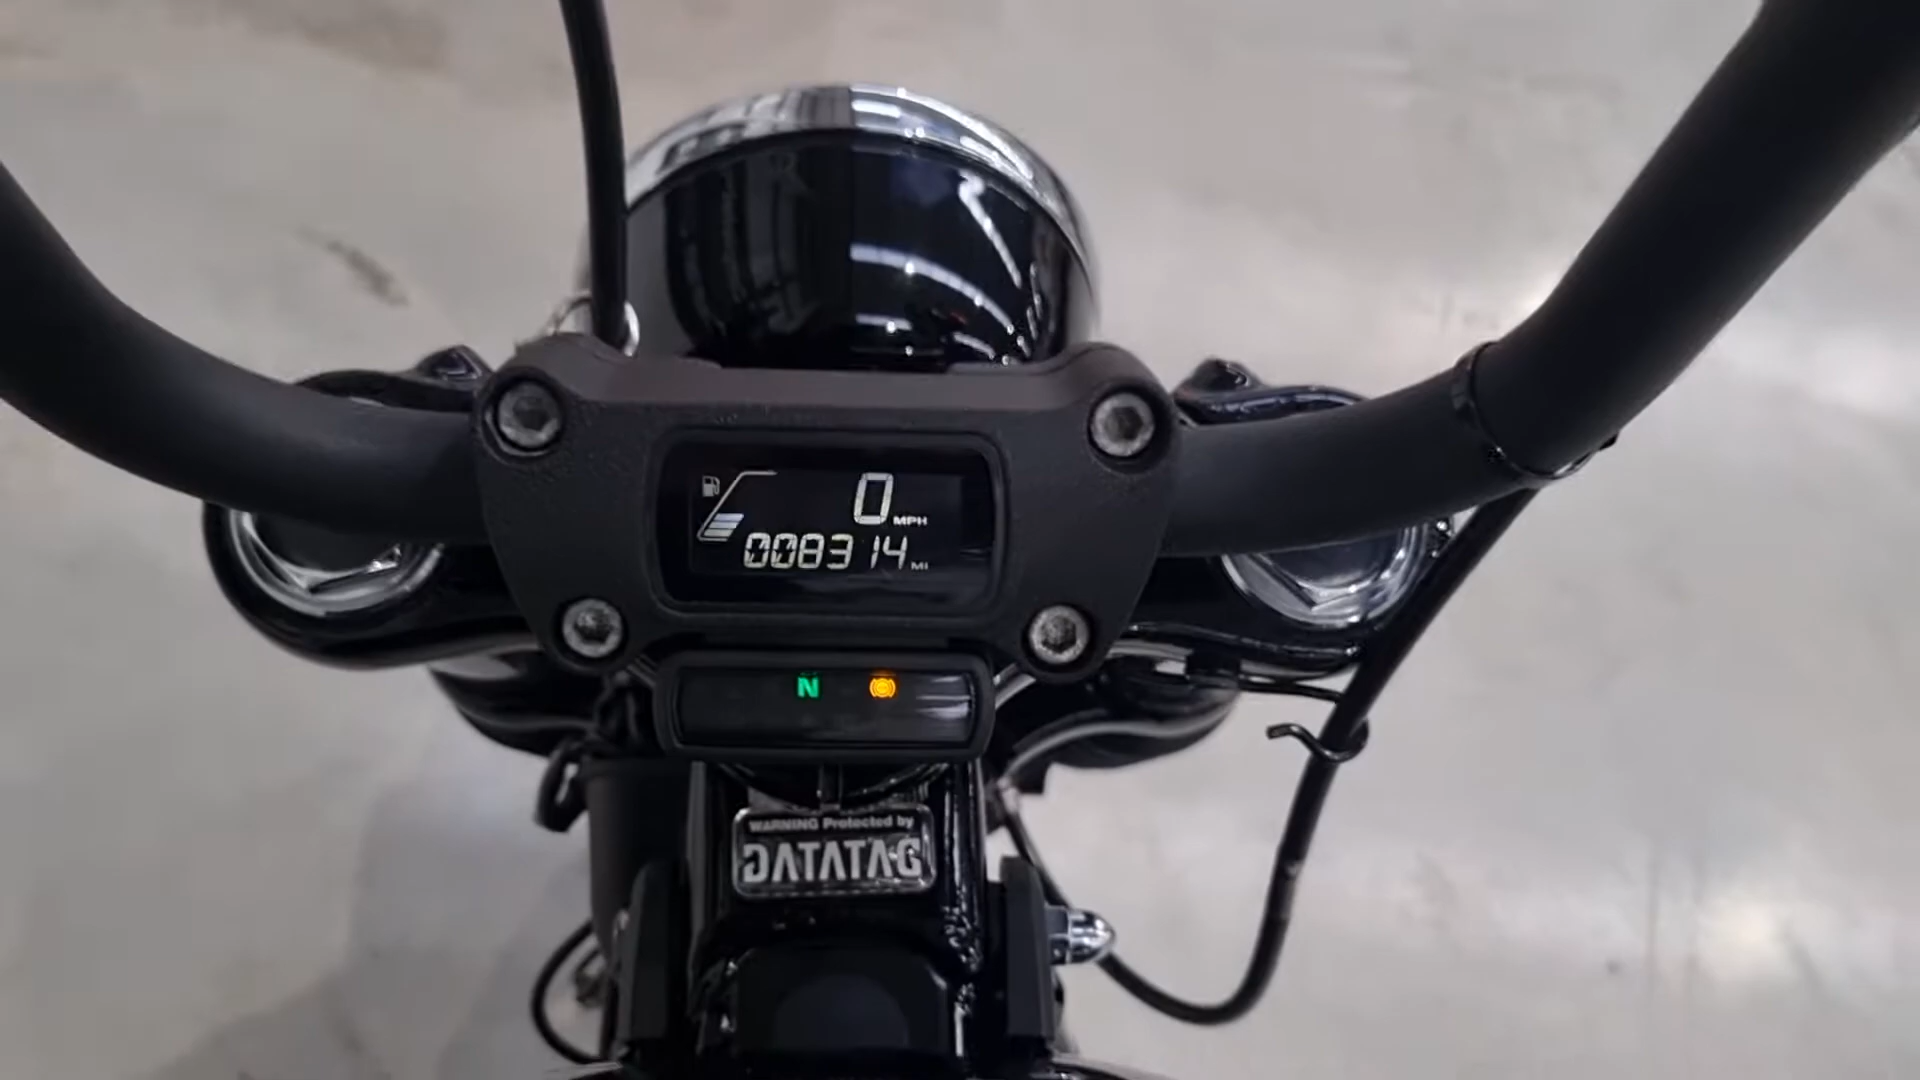 0 MPH
008314 MI
N
WARNING Protected by
DATATAG